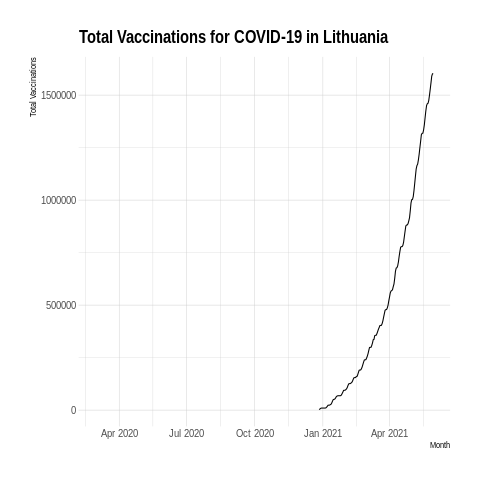 Total Vaccinations for COVID-19 in Lithuania
Total Vaccinations
1500000
1000000
500000
0
Apr 2020 Jul 2020 Oct 2020 Jan 2021 Apr 2021
Month